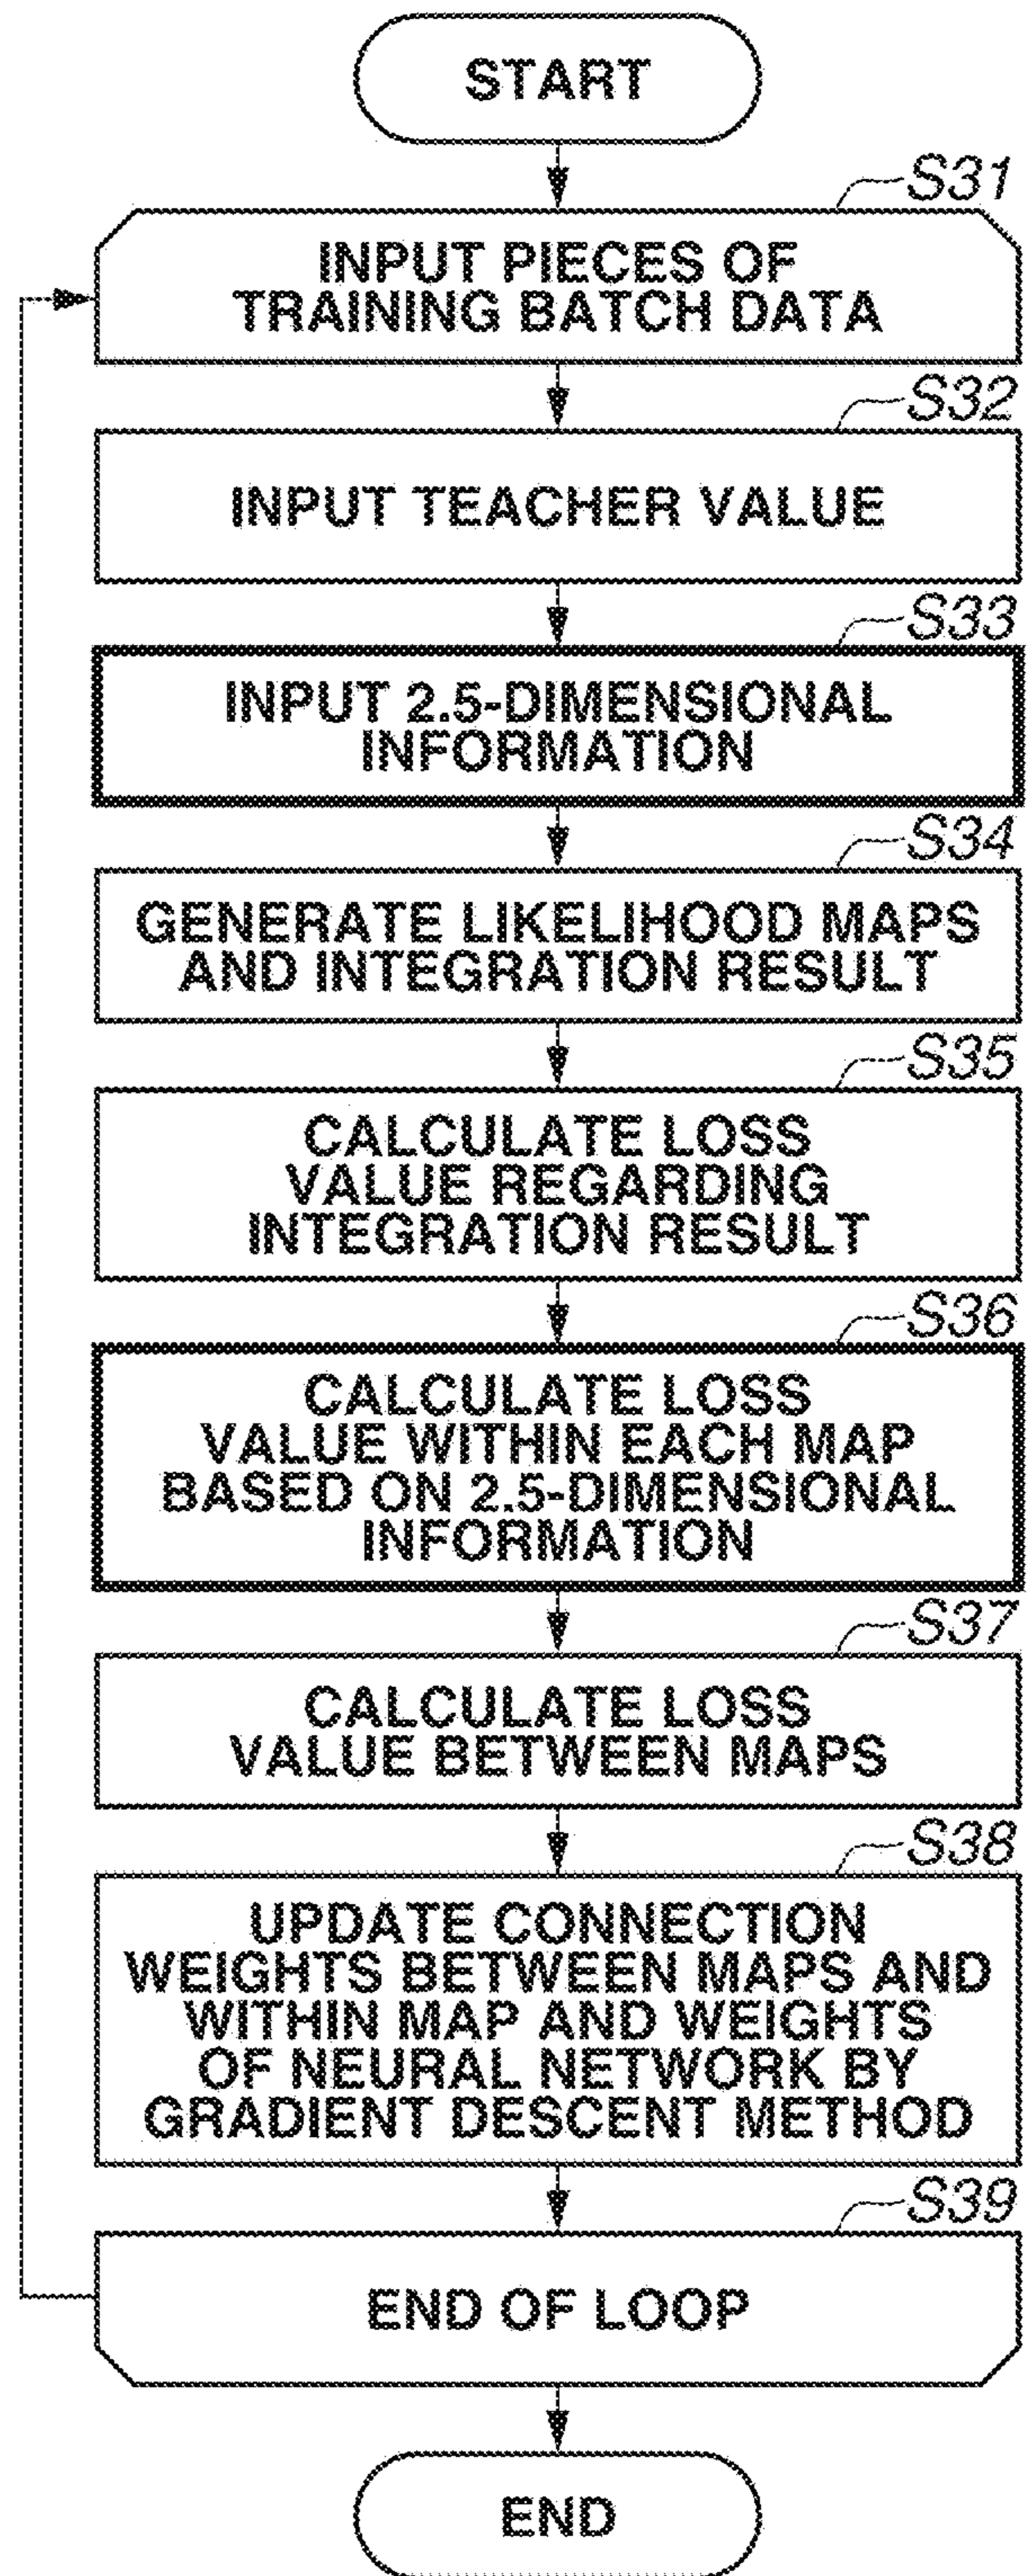 START
S31
INPUT PIECES OF
TRAINING BATCH DATA
S32
INPUT TEACHER VALUE
S33
INPUT 2.5-DIMENSIONAL
INFORMATION
S34
GENERATE LIKELIHOOD MAPS
AND INTEGRATION RESULT
S35
CALCULATE LOSS
VALUE REGARDING
INTEGRATION RESULT
S36
CALCULATE LOSS
VALUE WITHIN EACH MAP
BASED ON 2.5-DIMENSIONAL
INFORMATION
S37
CALCULATE LOSS
VALUE BETWEEN MAPS
S38
UPDATE CONNECTION
WEIGHTS BETWEEN MAPS AND
WITHIN MAP AND WEIGHTS
OF NEURAL NETWORK BY
GRADIENT DESCENT METHOD
S39
END OF LOOP
END